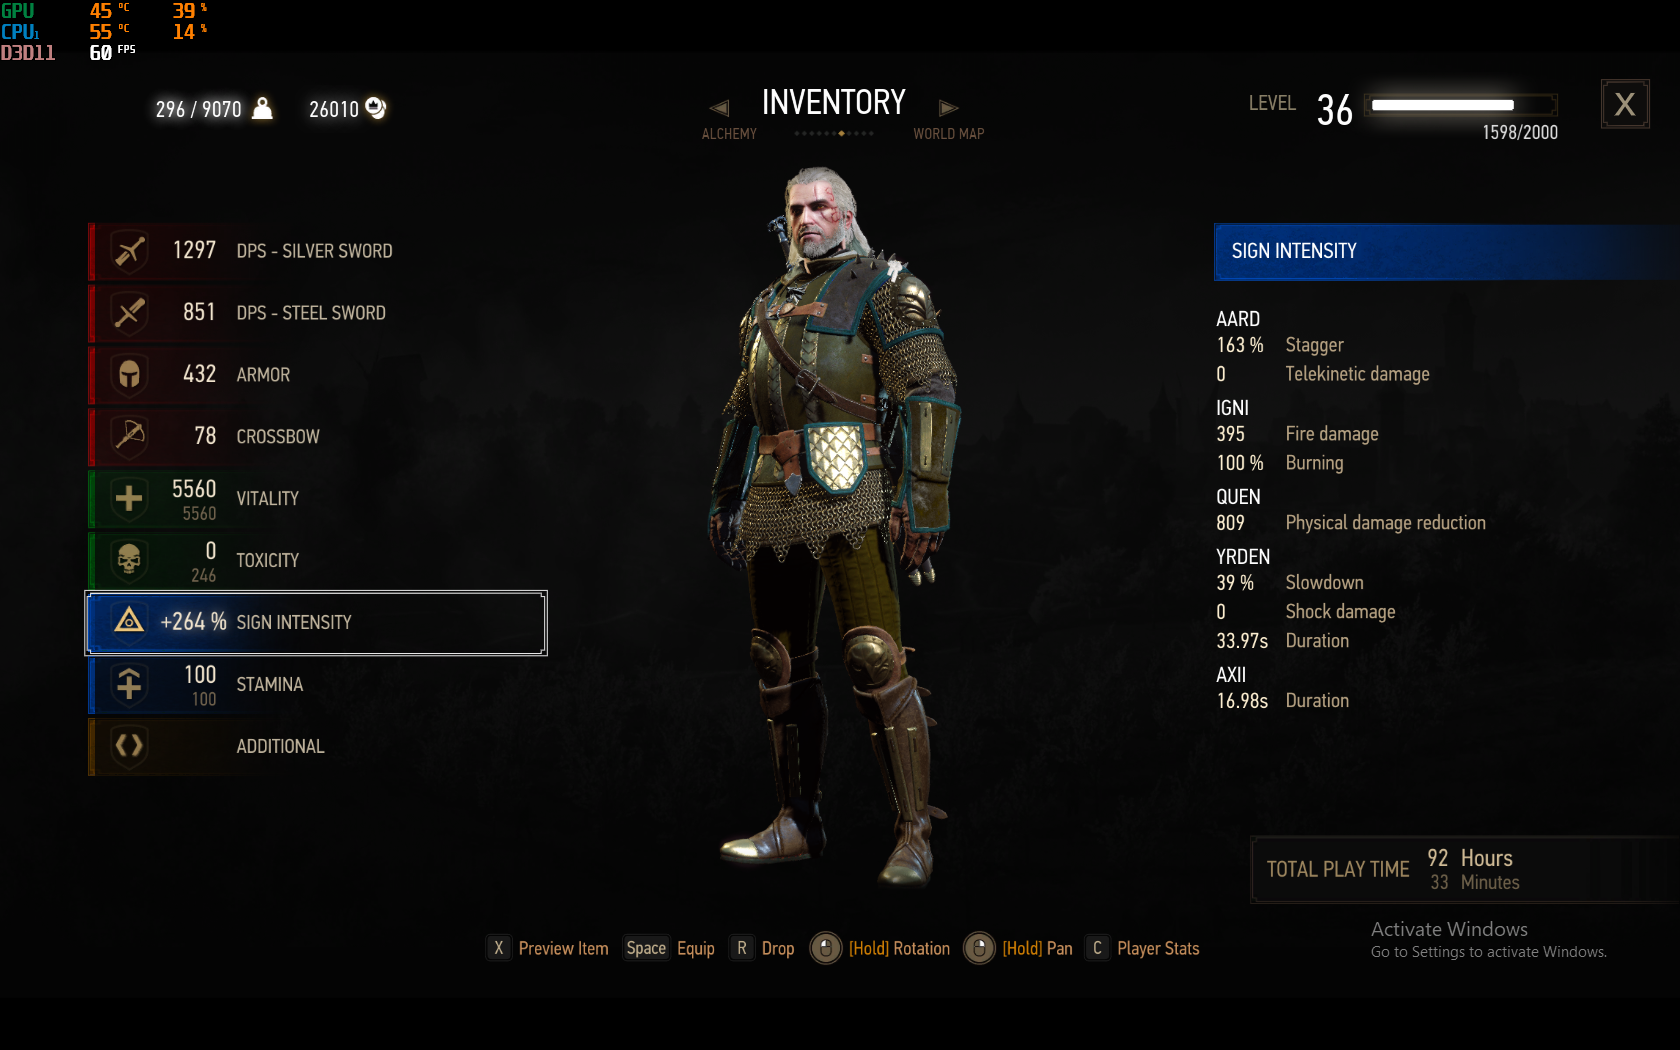 GPU 45 °C 39 %
CPU1 55 °C 14 %
D3D11 60 FPS
296 / 9070 26010
INVENTORY
ALCHEMY
WORLD MAP
LEVEL 36
1598/2000
X
1297 DPS - SILVER SWORD
851 DPS - STEEL SWORD
432 ARMOR
78 CROSSBOW
5560 VITALITY
5560
0 TOXICITY
246
+264 % SIGN INTENSITY
100 STAMINA
100
ADDITIONAL
SIGN INTENSITY
AARD
163 % Stagger
0 Telekinetic damage
IGNI
395 Fire damage
100 % Burning
QUEN
809 Physical damage reduction
YRDEN
39 % Slowdown
0 Shock damage
33.97s Duration
AXII
16.98s Duration
TOTAL PLAY TIME 92 Hours
33 Minutes
Activate Windows
Go to Settings to activate Windows.
X Preview Item Space Equip R Drop [Hold] Rotation [Hold] Pan C Player Stats